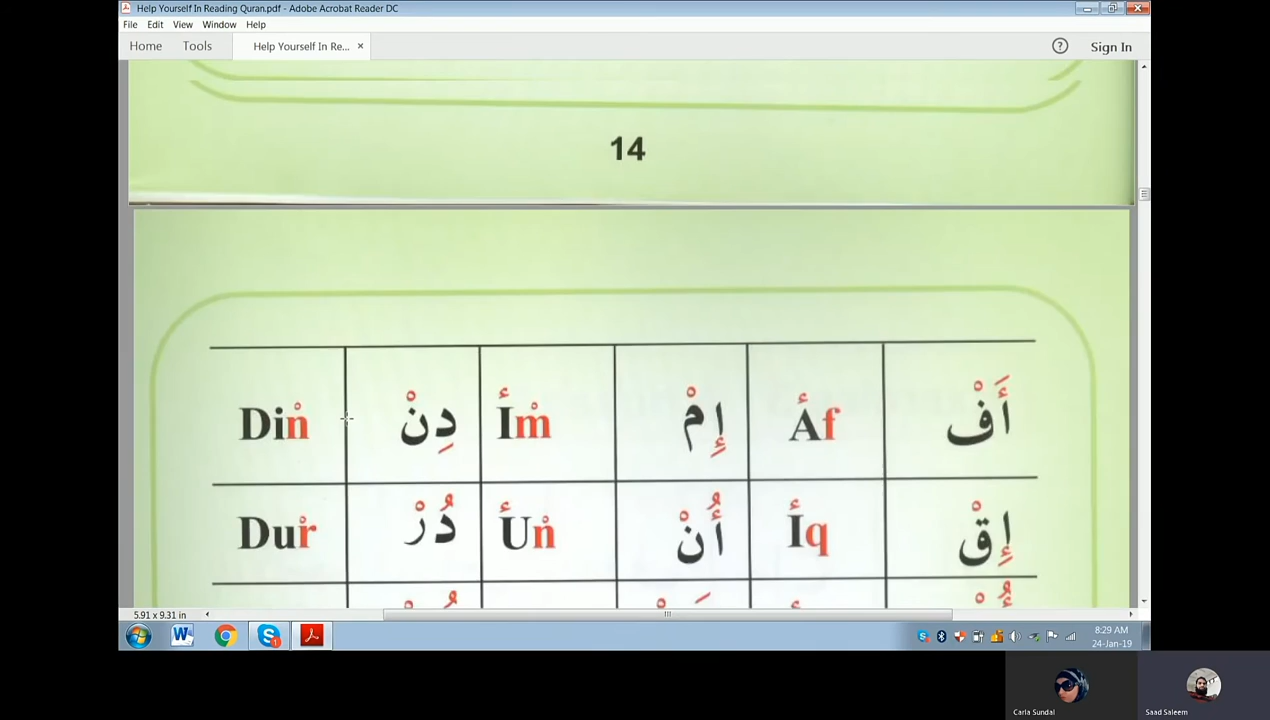 Help Yourself In Reading Quran.pdf - Adobe Acrobat Reader DC
File Edit View Window Help
Home Tools Help Yourself In Re... × ? Sign In
14
Din دِنْ Im إِمْ Af أَفْ
Dur دُرْ Un أُنْ Iq إِقْ
5.91 x 9.31 in
8:29 AM
24-Jan-19
Carla Sundal Saad Saleem